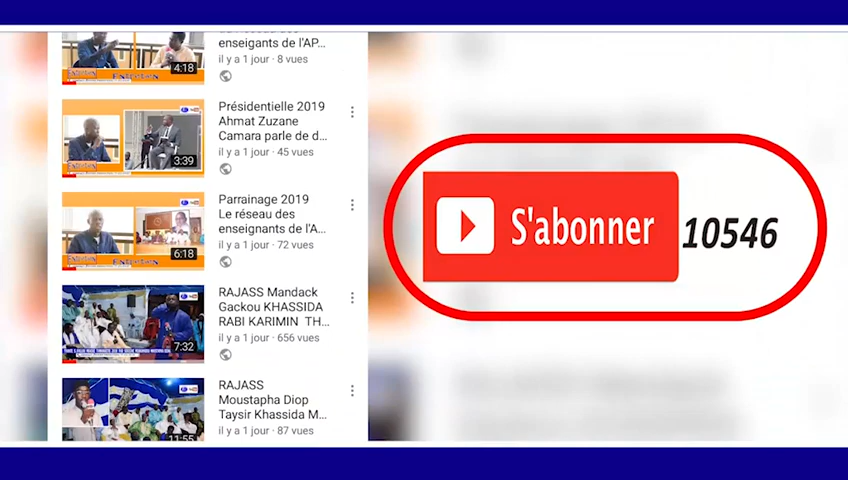 enseigants de l'AP...
il y a 1 jour · 8 vues
4:18
Présidentielle 2019
Ahmat Zuzane
Camara parle de d...
il y a 1 jour · 45 vues
3:39
Parrainage 2019
Le réseau des
enseignants de l'A...
il y a 1 jour · 72 vues
6:18
RAJASS Mandack
Gackou KHASSIDA
RABI KARIMIN TH...
il y a 1 jour · 656 vues
7:32
RAJASS
Moustapha Diop
Taysir Khassida M...
il y a 1 jour · 87 vues
11:55
S'abonner
10546